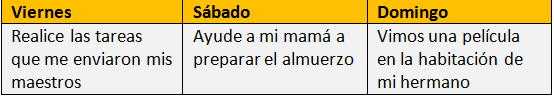 Viernes
Sábado
Domingo
Realice las tareas
que me enviaron mis
maestros
Ayude a mi mamá a
preparar el almuerzo
Vimos una película
en la habitación de
mi hermano